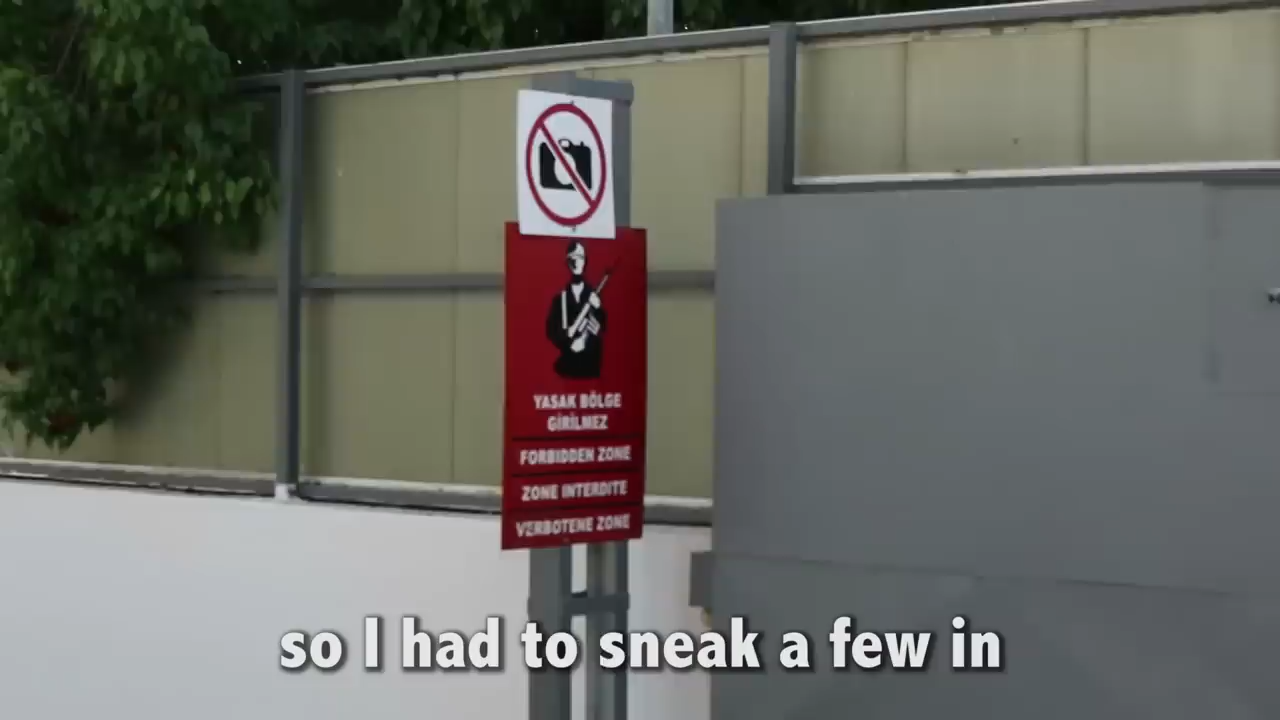 YASAK BÖLGE
GİRİLMEZ
FORBIDDEN ZONE
ZONE INTERDITE
VERBOTENE ZONE
so I had to sneak a few in